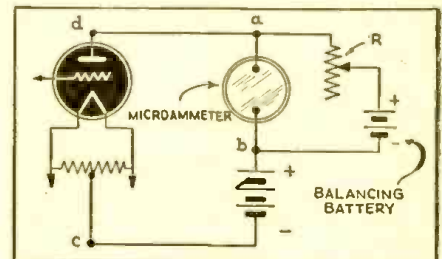 d
a
R
MICROAMMETER
+
b
+
-
BALANCING
BATTERY
c
-